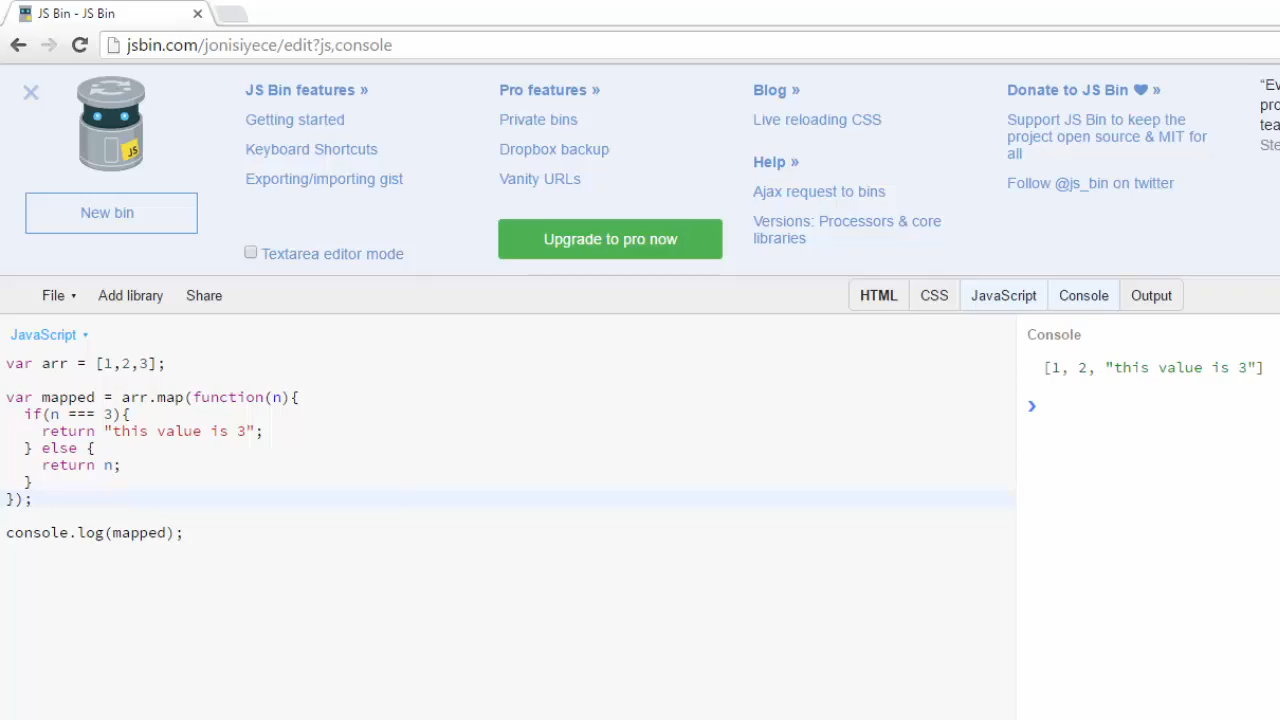 JS Bin - JS Bin
jsbin.com/jonisiyece/edit?js,console
JS
New bin
JS Bin features »
Getting started
Keyboard Shortcuts
Exporting/importing gist
Textarea editor mode
Pro features »
Private bins
Dropbox backup
Vanity URLs
Upgrade to pro now
Blog »
Live reloading CSS
Help »
Ajax request to bins
Versions: Processors & core
libraries
Donate to JS Bin ♥ »
Support JS Bin to keep the
project open source & MIT for
all
Follow @js_bin on twitter
File
Add library
Share
HTML
CSS
JavaScript
Console
Output
JavaScript
var arr = [1,2,3];
var mapped = arr.map(function(n){
if(n === 3){
return "this value is 3";
} else {
return n;
}
});
console.log(mapped);
Console
[1, 2, "this value is 3"]